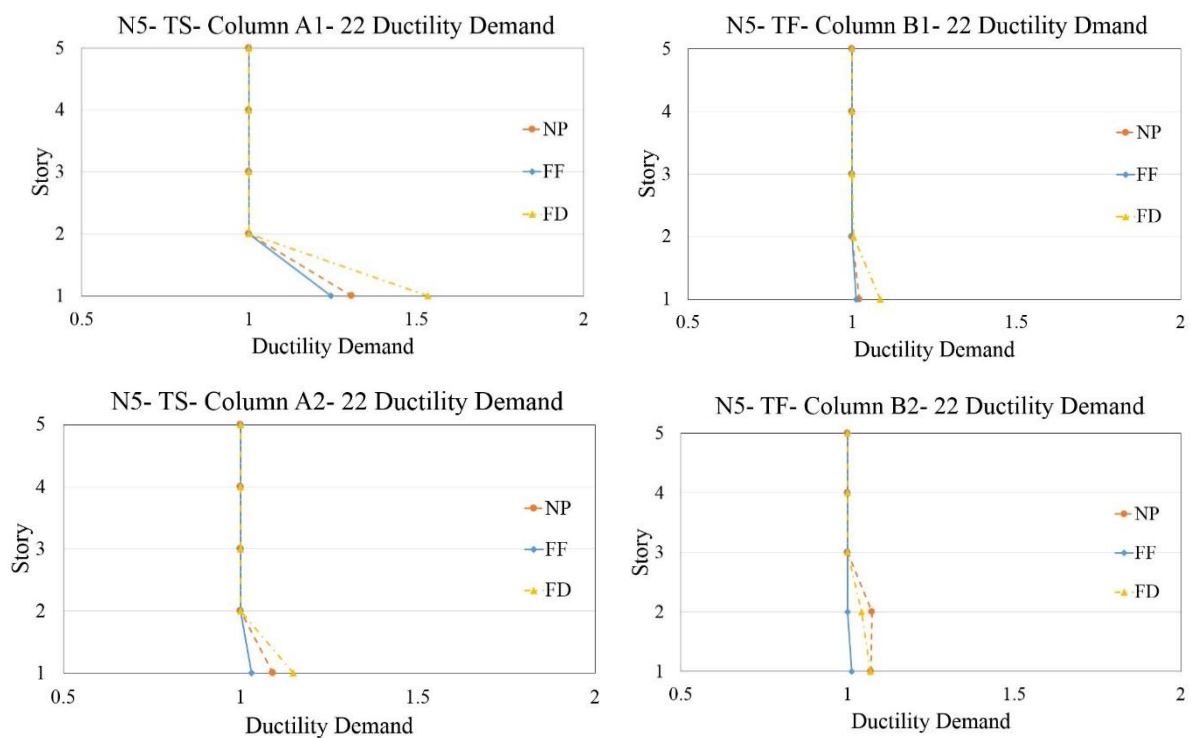 N5- TS- Column A1- 22 Ductility Demand
5
4
3
2
1
Story
NP
FF
FD
0.5 1 1.5 2
Ductility Demand
N5- TF- Column B1- 22 Ductility Dmand
5
4
3
2
1
Story
NP
FF
FD
0.5 1 1.5 2
Ductility Demand
N5- TS- Column A2- 22 Ductility Demand
5
4
3
2
1
Story
NP
FF
FD
0.5 1 1.5 2
Ductility Demand
N5- TF- Column B2- 22 Ductility Demand
5
4
3
2
1
Story
NP
FF
FD
0.5 1 1.5 2
Ductility Demand